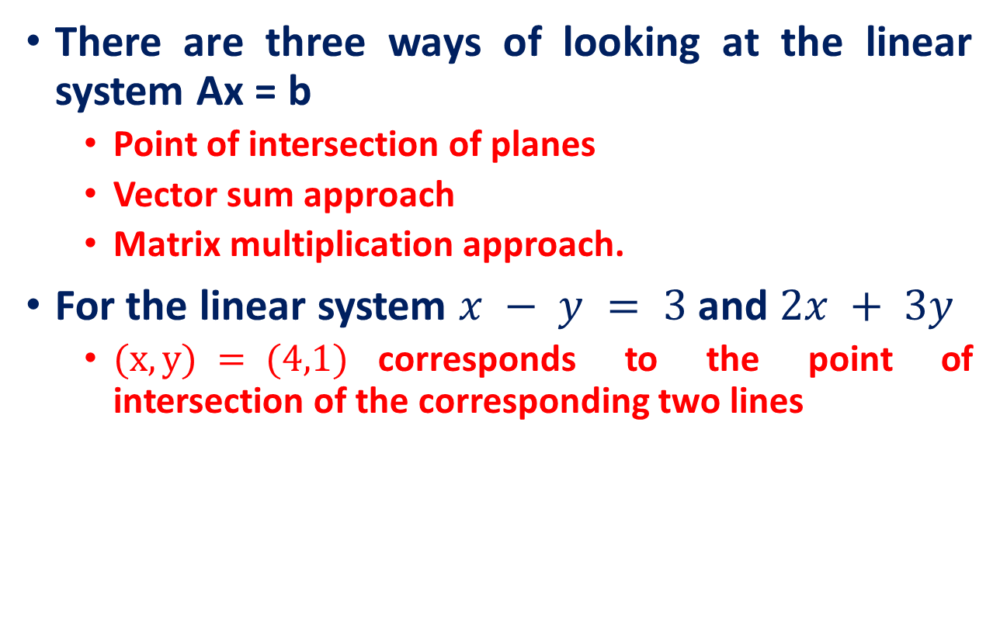 • There are three ways of looking at the linear
system Ax = b
• Point of intersection of planes
• Vector sum approach
• Matrix multiplication approach.
• For the linear system x − y = 3 and 2x + 3y
• (x, y) = (4,1) corresponds to the point of
intersection of the corresponding two lines